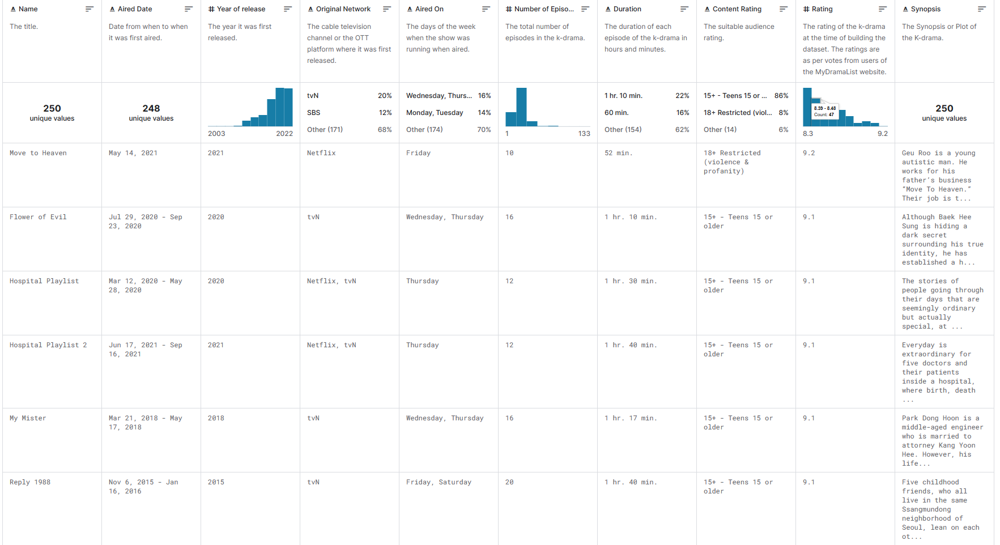 Name
Aired Date
Year of release
Original Network
Aired On
Number of Episo...
Duration
Content Rating
Rating
Synopsis
The title.
Date from when to when
it was first aired.
The year it was first
released.
The cable television
channel or the OTT
platform where it was first
released.
The days of the week
when the show was
running when aired.
The total number of
episodes in the k-drama.
The duration of each
episode of the k-drama in
hours and minutes.
The suitable audience
rating.
The rating of the k-drama
at the time of building the
dataset. The ratings are
as per votes from users of
the MyDramaList website.
The Synopsis or Plot of
the K-drama.
250
unique values
248
unique values
2003 2022
tvN 20%
SBS 12%
Other (171) 68%
Wednesday, Thurs... 16%
Monday, Tuesday 14%
Other (174) 70%
1 133
1 hr. 10 min. 22%
60 min. 16%
Other (154) 62%
15+ - Teens 15 or ... 86%
18+ Restricted (viol... 8%
Other (14) 6%
8.39 - 8.48
Count: 47
8.3 9.2
250
unique values
Move to Heaven
May 14, 2021
2021
Netflix
Friday
10
52 min.
18+ Restricted
(violence &
profanity)
9.2
Geu Roo is a young
autistic man. He
works for his
father’s business
“Move To Heaven.”
Their job is t...
Flower of Evil
Jul 29, 2020 - Sep
23, 2020
2020
tvN
Wednesday, Thursday
16
1 hr. 10 min.
15+ - Teens 15 or
older
9.1
Although Baek Hee
Sung is hiding a
dark secret
surrounding his true
identity, he has
established a h...
Hospital Playlist
Mar 12, 2020 - May
28, 2020
2020
Netflix, tvN
Thursday
12
1 hr. 30 min.
15+ - Teens 15 or
older
9.1
The stories of
people going through
their days that are
seemingly ordinary
but actually
special, at ...
Hospital Playlist 2
Jun 17, 2021 - Sep
16, 2021
2021
Netflix, tvN
Thursday
12
1 hr. 40 min.
15+ - Teens 15 or
older
9.1
Everyday is
extraordinary for
five doctors and
their patients
inside a hospital,
where birth, death
...
My Mister
Mar 21, 2018 - May
17, 2018
2018
tvN
Wednesday, Thursday
16
1 hr. 17 min.
15+ - Teens 15 or
older
9.1
Park Dong Hoon is a
middle-aged engineer
who is married to
attorney Kang Yoon
Hee. However, his
life...
Reply 1988
Nov 6, 2015 - Jan
16, 2016
2015
tvN
Friday, Saturday
20
1 hr. 40 min.
15+ - Teens 15 or
older
9.1
Five childhood
friends, who all
live in the same
Ssangmundong
neighborhood of
Seoul, lean on each
ot...